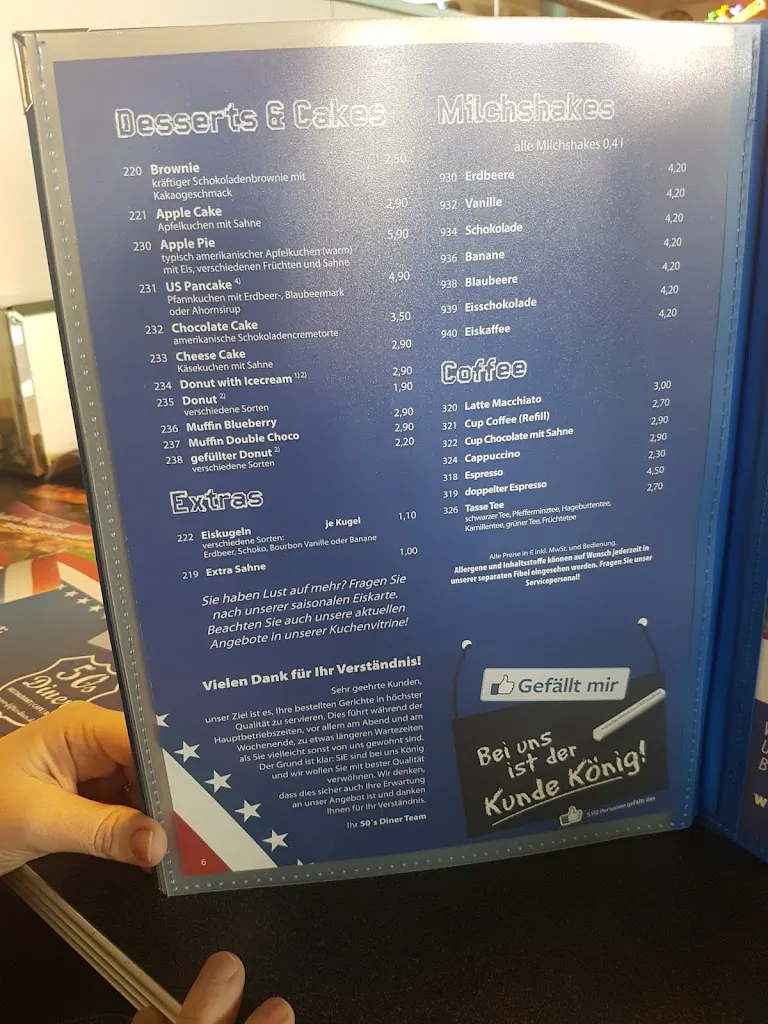 Desserts & Cakes
220 Brownie 2,50
kräftiger Schokoladenbrownie mit
Kakaogeschmack
221 Apple Cake 2,90
Apfelkuchen mit Sahne
230 Apple Pie 5,90
typisch amerikanischer Apfelkuchen (warm)
mit Eis, verschiedenen Früchten und Sahne
231 US Pancake 4) 4,90
Pfannkuchen mit Erdbeer-, Blaubeermark
oder Ahornsirup
232 Chocolate Cake 3,50
amerikanische Schokoladencremetorte
233 Cheese Cake 2,90
Käsekuchen mit Sahne
234 Donut with Icecream 1) 2) 2,90
235 Donut 2) 1,90
verschiedene Sorten
236 Muffin Blueberry 2,90
237 Muffin Double Choco 2,90
238 gefüllter Donut 2) 2,20
verschiedene Sorten
Extras
222 Eiskugeln je Kugel 1,10
verschiedene Sorten:
Erdbeer, Schoko, Bourbon Vanille oder Banane
219 Extra Sahne 1,00
Sie haben Lust auf mehr? Fragen Sie
nach unserer saisonalen Eiskarte.
Beachten Sie auch unsere aktuellen
Angebote in unserer Kuchenvitrine!
Vielen Dank für Ihr Verständnis!
Sehr geehrte Kunden,
unser Ziel ist es, Ihre bestellten Gerichte in höchster
Qualität zu servieren. Dies führt während der
Hauptbetriebszeiten, vor allem am Abend und am
Wochenende, zu etwas längeren Wartezeiten
als Sie vielleicht sonst von uns gewohnt sind.
Der Grund ist klar: SIE sind bei uns König
und wir wollen Sie mit bester Qualität
verwöhnen. Wir denken,
dass dies sicher auch Ihre Erwartung
an unser Angebot ist und danken
Ihnen für Ihr Verständnis.
Ihr 50´s Diner Team
6
Milchshakes
alle Milchshakes 0,4 l
930 Erdbeere 4,20
932 Vanille 4,20
934 Schokolade 4,20
936 Banane 4,20
938 Blaubeere 4,20
939 Eisschokolade 4,20
940 Eiskaffee
Coffee
320 Latte Macchiato 3,00
321 Cup Coffee (Refill) 2,70
322 Cup Chocolate mit Sahne 2,90
324 Cappuccino 2,90
318 Espresso 2,30
319 doppelter Espresso 4,50
326 Tasse Tee 2,70
schwarzer Tee, Pfefferminztee, Hagebuttentee,
Kamillentee, grüner Tee, Früchtetee
Alle Preise in € inkl. MwSt. und Bedienung.
Allergene und Inhaltsstoffe können auf Wunsch jederzeit in
unserer separaten Fibel eingesehen werden. Fragen Sie unser
Servicepersonal!
Gefällt mir
Bei uns
ist der
Kunde König!
5.172 Personen gefällt das
50s
Diner